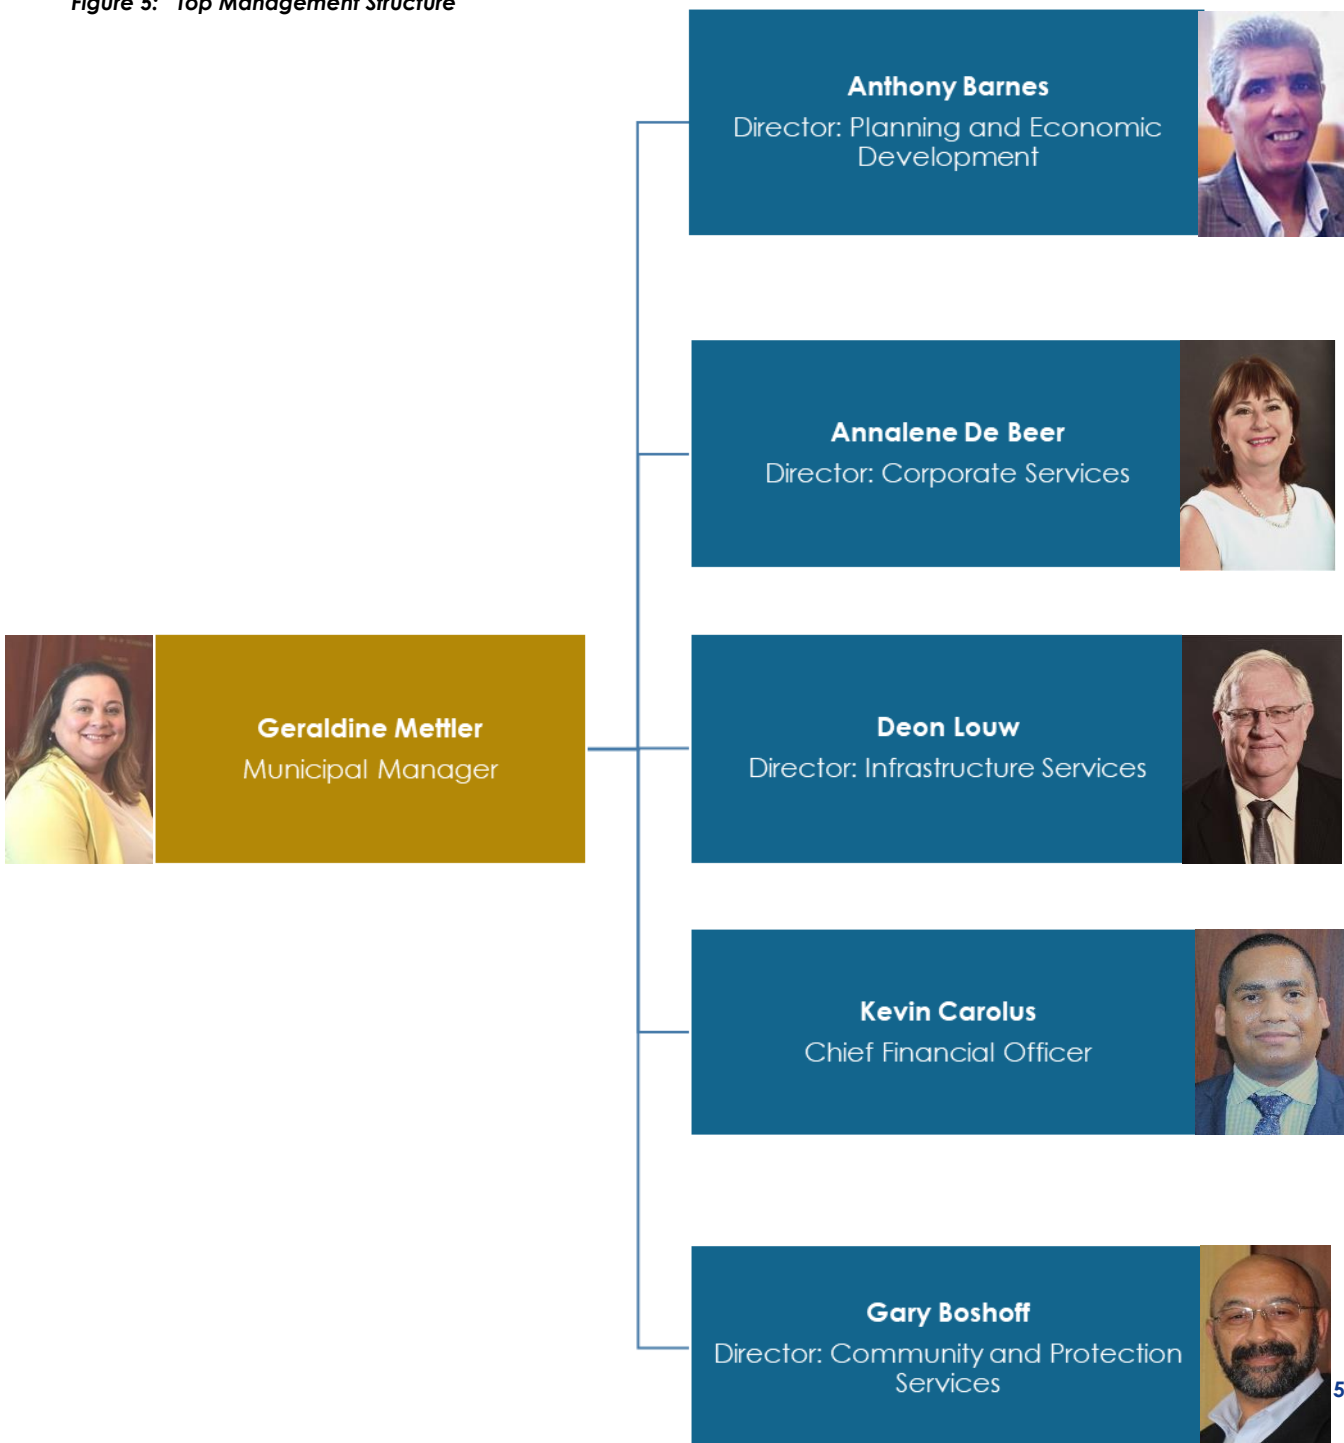 Figure 5: Top Management Structure
Anthony Barnes
Director: Planning and Economic
Development
Annalene De Beer
Director: Corporate Services
Geraldine Mettler
Municipal Manager
Deon Louw
Director: Infrastructure Services
Kevin Carolus
Chief Financial Officer
Gary Boshoff
Director: Community and Protection
Services
5